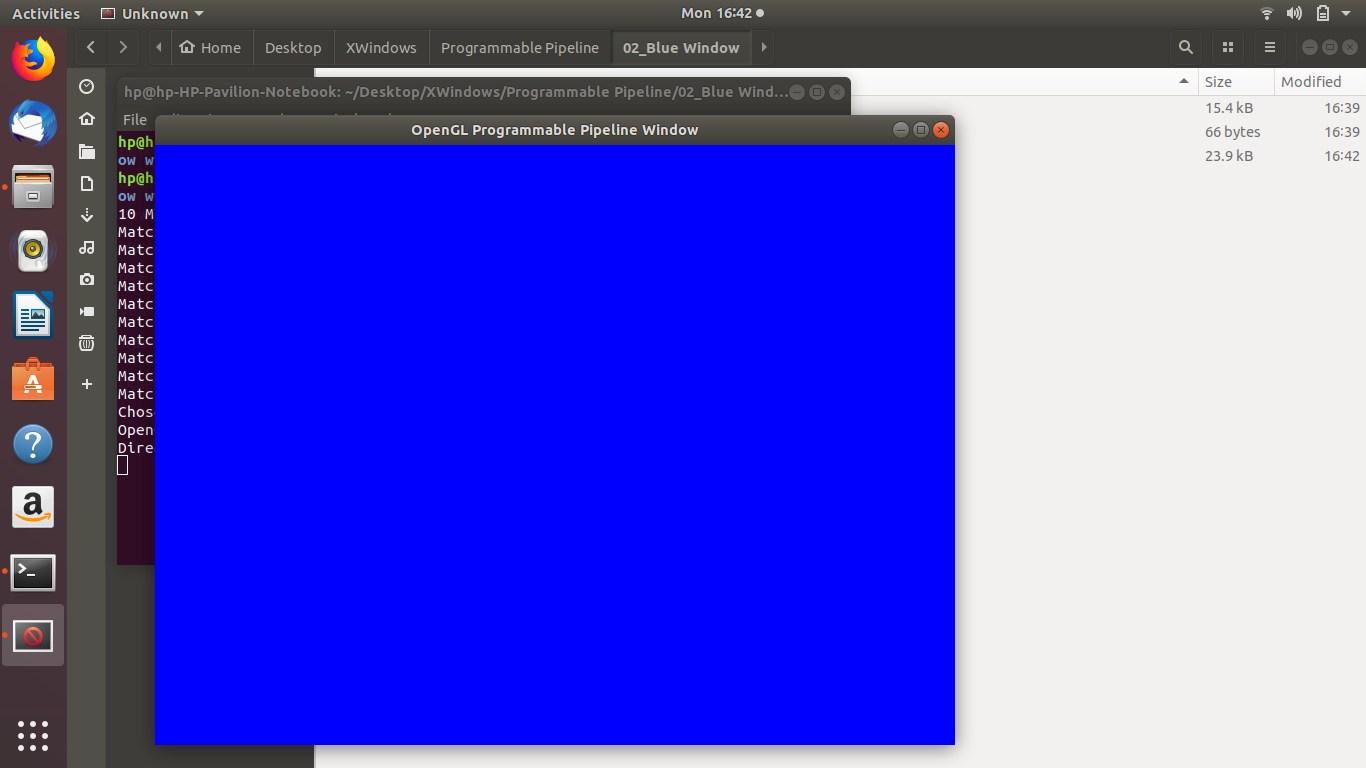 Activities Unknown Mon 16:42
Home Desktop XWindows Programmable Pipeline 02_Blue Window
Size Modified
hp@hp-HP-Pavilion-Notebook: ~/Desktop/XWindows/Programmable Pipeline/02_Blue Wind...
15.4 kB 16:39
File
OpenGL Programmable Pipeline Window
66 bytes 16:39
23.9 kB 16:42
hp@h
ow w
hp@h
ow w
10 M
Matc
Matc
Matc
Matc
Matc
Matc
Matc
Matc
Matc
Matc
Chos
Open
Dire